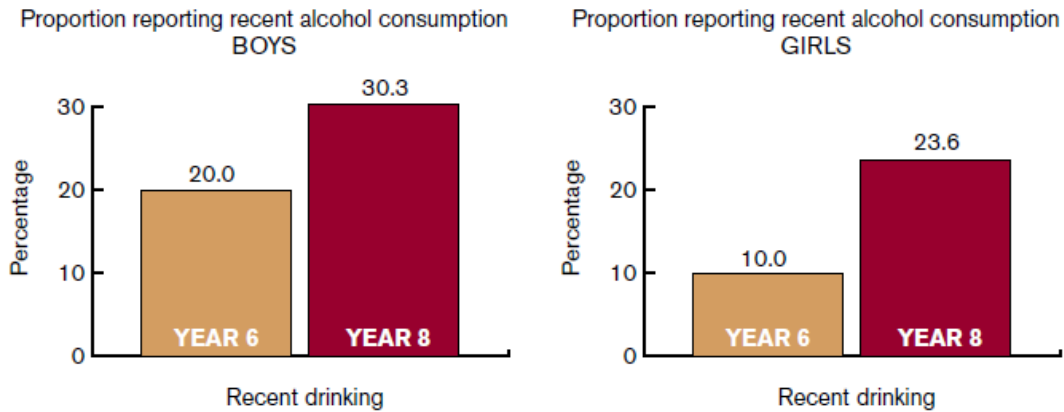 Proportion reporting recent alcohol consumption
BOYS
30.3
30
20.0
20
10
0
Percentage
YEAR 6
YEAR 8
Recent drinking
Proportion reporting recent alcohol consumption
GIRLS
30
23.6
20
10.0
10
0
Percentage
YEAR 6
YEAR 8
Recent drinking